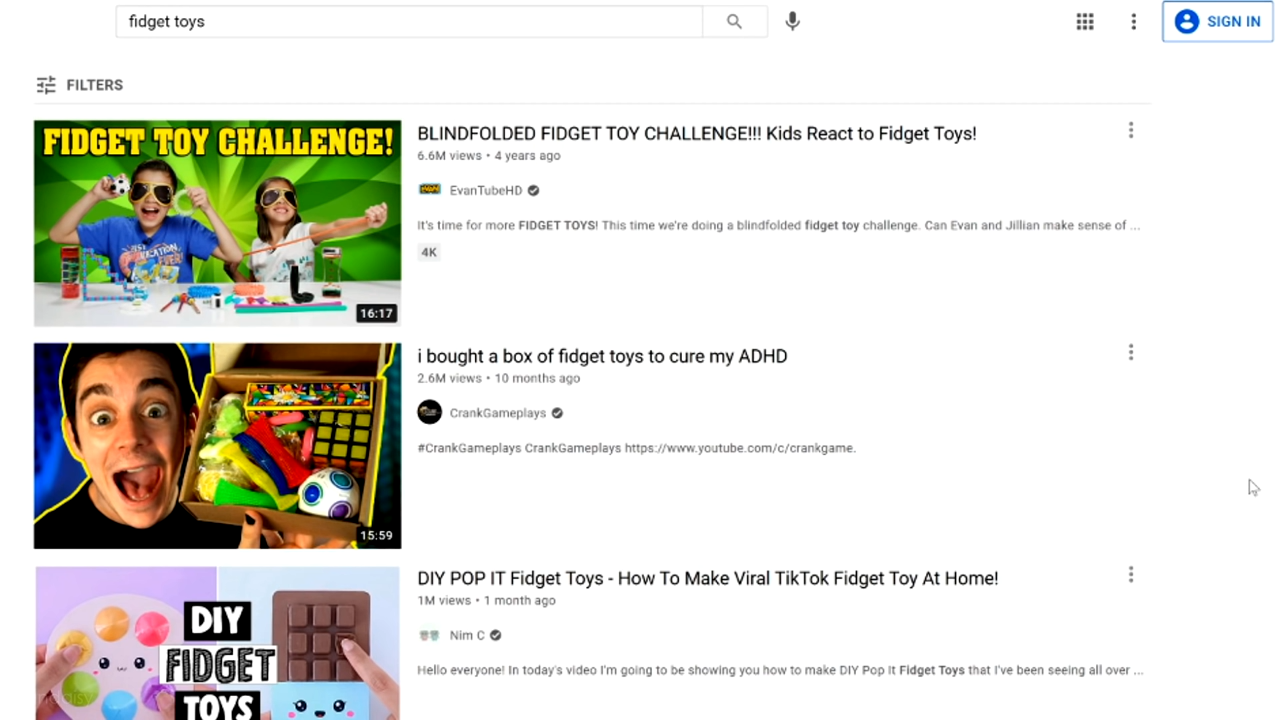 fidget toys
SIGN IN
FILTERS
FIDGET TOY CHALLENGE!
16:17
BLINDFOLDED FIDGET TOY CHALLENGE!!! Kids React to Fidget Toys!
6.6M views • 4 years ago
EvanTubeHD
It's time for more FIDGET TOYS! This time we're doing a blindfolded fidget toy challenge. Can Evan and Jillian make sense of ...
4K
15:59
i bought a box of fidget toys to cure my ADHD
2.6M views • 10 months ago
CrankGameplays
#CrankGameplays CrankGameplays https://www.youtube.com/c/crankgame.
DIY
FIDGET
TOYS
DIY POP IT Fidget Toys - How To Make Viral TikTok Fidget Toy At Home!
1M views • 1 month ago
Nim C
Hello everyone! In today's video I'm going to be showing you how to make DIY Pop It Fidget Toys that I've been seeing all over ...